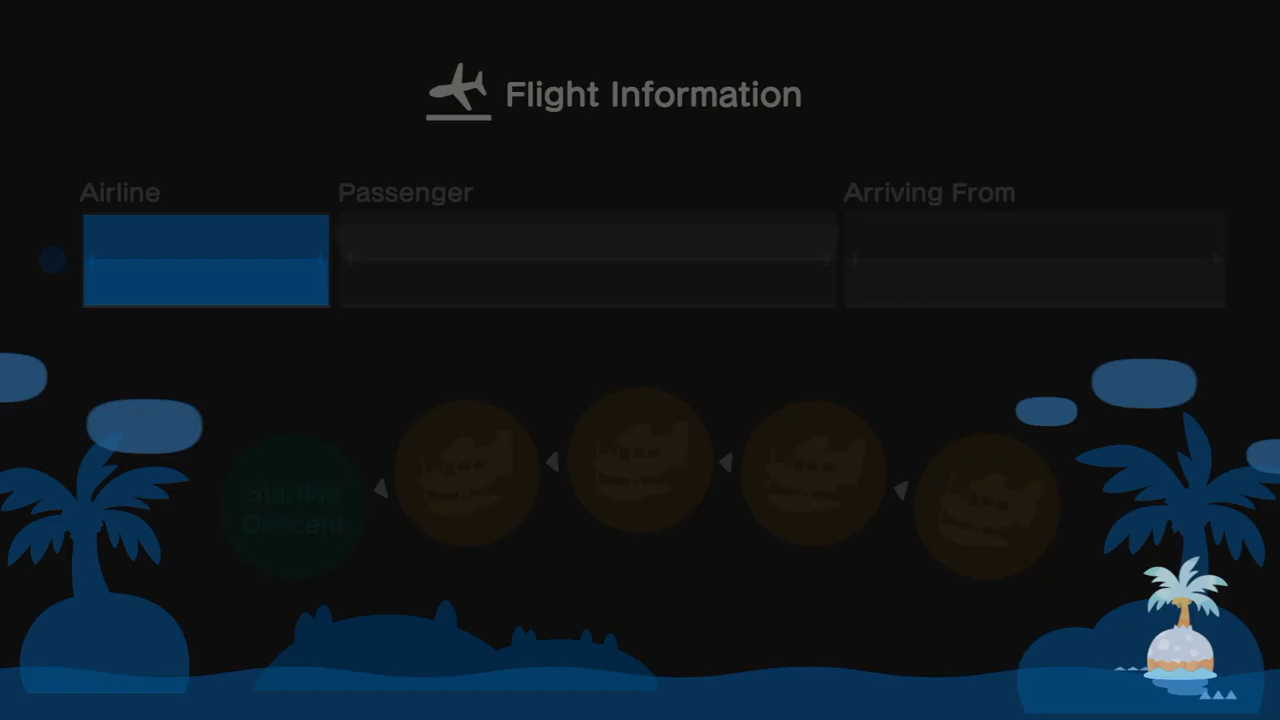 Flight Information
Airline
Passenger
Arriving From
Starting
Descent